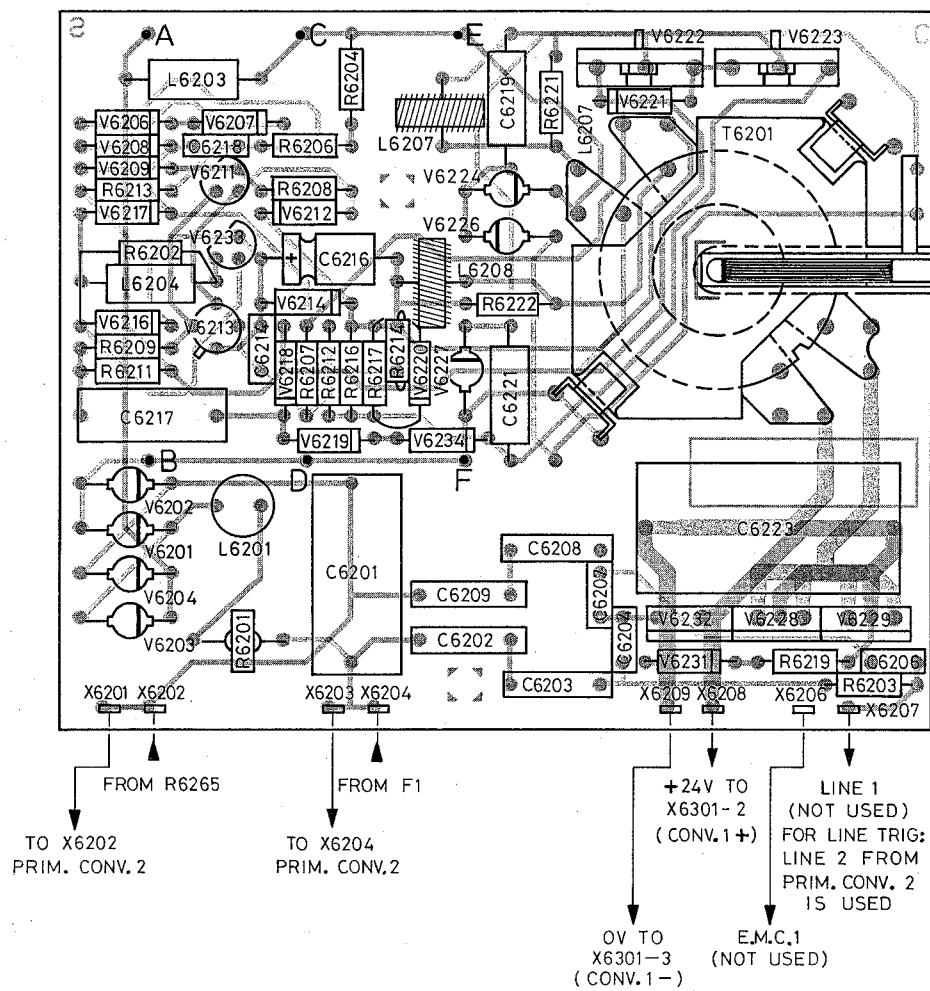 S
C
A
C
E
V6222
V6223
L6203
R6204
C6219
R6221
V6221
L6207
L6207
T6201
V6206
V6207
V6208
C6218
R6206
V6209
V6211
R6213
R6208
V6224
V6217
V6212
V6233
V6226
R6202
+
C6216
L6204
L6208
V6214
R6222
V6216
V6213
R6209
R6211
V6218
R6207
R6212
R6216
R6217
R6214
V6220
V6227
C6221
C6217
V6219
V6234
B
D
F
V6202
V6201
L6201
C6223
V6204
C6201
C6208
C6209
V6203
R6201
C6202
C6204
V6232
V6228
V6229
C6203
V6231
R6219
C6206
R6203
X6201
X6202
X6203
X6204
X6209
X6208
X6206
X6207
FROM R6265
FROM F1
TO X6202
PRIM. CONV.2
TO X6204
PRIM. CONV.2
+24V TO
X6301-2
(CONV.1+)
LINE 1
(NOT USED)
FOR LINE TRIG:
LINE 2 FROM
PRIM. CONV. 2
IS USED
0V TO
X6301-3
(CONV.1-)
E.M.C.1
(NOT USED)